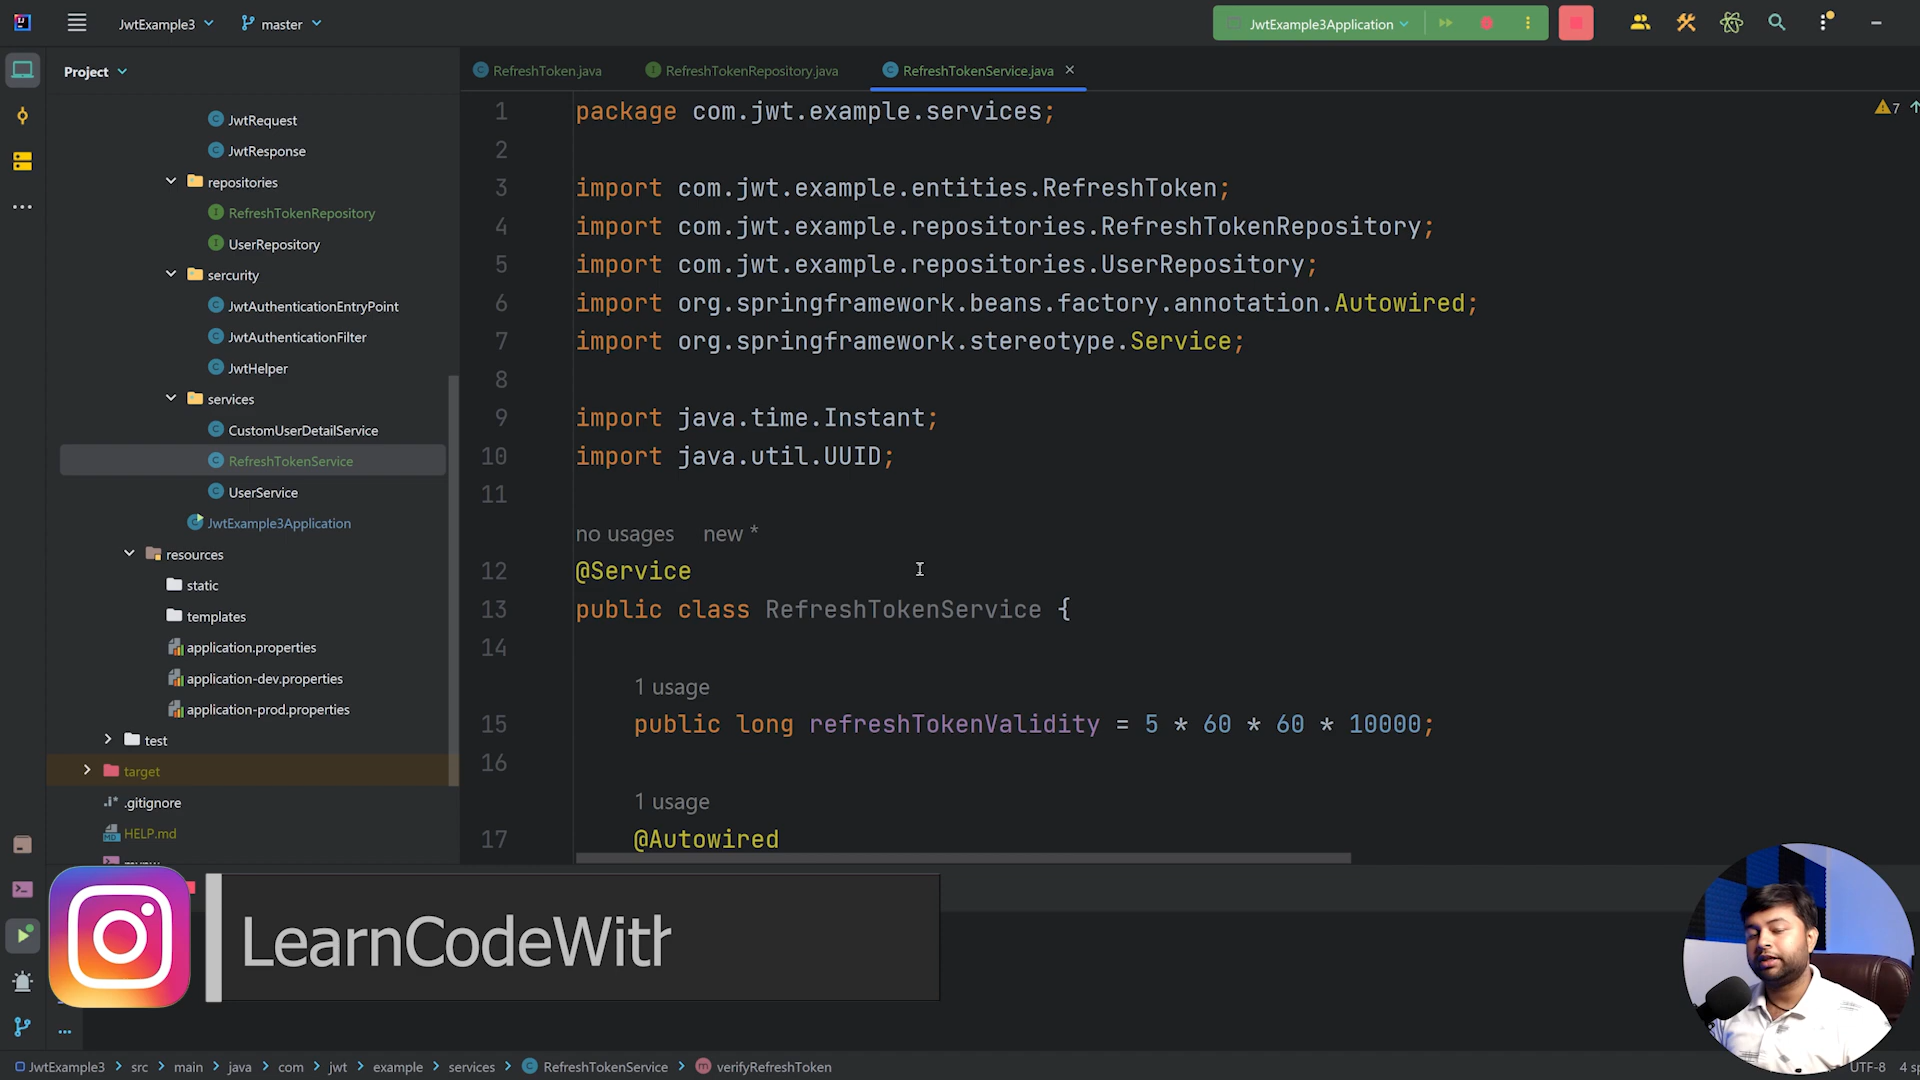 JwtExample3
master
JwtExample3Application
Project
RefreshToken.java
RefreshTokenRepository.java
RefreshTokenService.java
JwtRequest
JwtResponse
repositories
RefreshTokenRepository
UserRepository
sercurity
JwtAuthenticationEntryPoint
JwtAuthenticationFilter
JwtHelper
services
CustomUserDetailService
RefreshTokenService
UserService
JwtExample3Application
resources
static
templates
application.properties
application-dev.properties
application-prod.properties
test
target
.gitignore
HELP.md
7
1 package com.jwt.example.services;
2
3 import com.jwt.example.entities.RefreshToken;
4 import com.jwt.example.repositories.RefreshTokenRepository;
5 import com.jwt.example.repositories.UserRepository;
6 import org.springframework.beans.factory.annotation.Autowired;
7 import org.springframework.stereotype.Service;
8
9 import java.time.Instant;
10 import java.util.UUID;
11
no usages new *
12 @Service
13 public class RefreshTokenService {
14
1 usage
15 public long refreshTokenValidity = 5 * 60 * 60 * 10000;
16
1 usage
17 @Autowired
LearnCodeWith
JwtExample3 > src > main > java > com > jwt > example > services > RefreshTokenService > verifyRefreshToken
UTF-8 4 sp